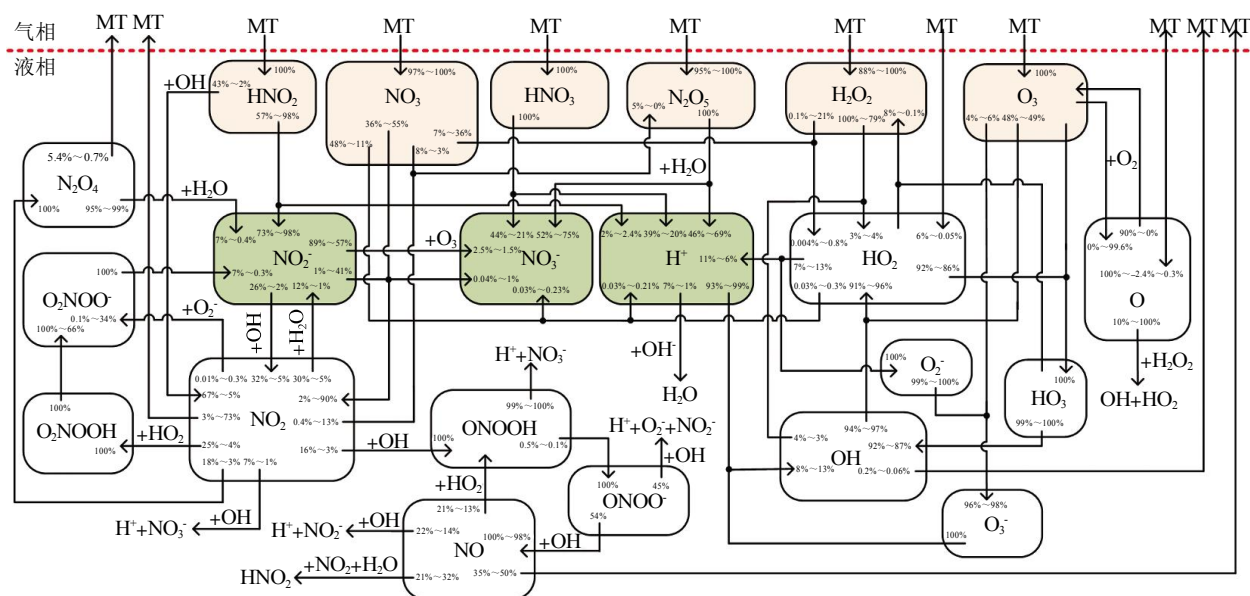 气相
液相
MT MT MT MT MT MT MT MT MT MT MT MT
+OH 43%~2% 100% HNO₂ 57%~98%
97%~100% NO₃ 36%~55% 7%~36% 48%~11% 8%~3%
100% HNO₃ 100%
95%~100% N₂O₅ 5%~0% 100%
88%~100% H₂O₂ 0.1%~21% 100%~79% 8%~0.1%
100% O₃ 4%~6% 48%~49%
+O₂
5.4%~0.7% N₂O₄ 100% 95%~99%
+H₂O
+H₂O
73%~98% 7%~0.4% 89%~57% NO₂⁻ 7%~0.3% 1%~41% 26%~2% 12%~1%
+O₃
44%~21% 52%~75% 2.5%~1.5% NO₃⁻ 0.04%~1% 0.03%~0.23%
2%~2.4% 39%~20% 46%~69% H⁺ 11%~6% 0.03%~0.21% 7%~1% 93%~99%
0.004%~0.8% 3%~4% 6%~0.05% HO₂ 7%~13% 92%~86% 0.03%~0.3% 91%~96%
90%~0% 0%~99.6% 100%~-2.4%~0.3% O 10%~100%
+H₂O₂
OH+HO₂
100% O₂NOO⁻ 0.1%~34% 100%~66%
+O₂⁻
+OH
+H₂O
+OH⁻
H₂O
H⁺+NO₃⁻
100% O₂⁻ 99%~100%
100% HO₃ 99%~100%
100% O₂NOOH 100%
+HO₂
0.01%~0.3% 32%~5% 30%~5% 67%~5% 2%~90% 3%~73% NO₂ 0.4%~13% 25%~4% 16%~3% 18%~3% 7%~1%
+OH
99%~100% ONOOH 100% 0.5%~0.1%
H⁺+O₂⁻+NO₂⁻
+OH
94%~97% 4%~3% 92%~87% OH 8%~13% 0.2%~0.06%
100% 45% ONOO⁻ 54%
+HO₂
H⁺+NO₃⁻ +OH
H⁺+NO₂⁻ +OH
21%~13% 22%~14% 100%~98% NO 21%~32% 35%~50%
+OH
HNO₂ +NO₂+H₂O
96%~98% O₃⁻ 100%